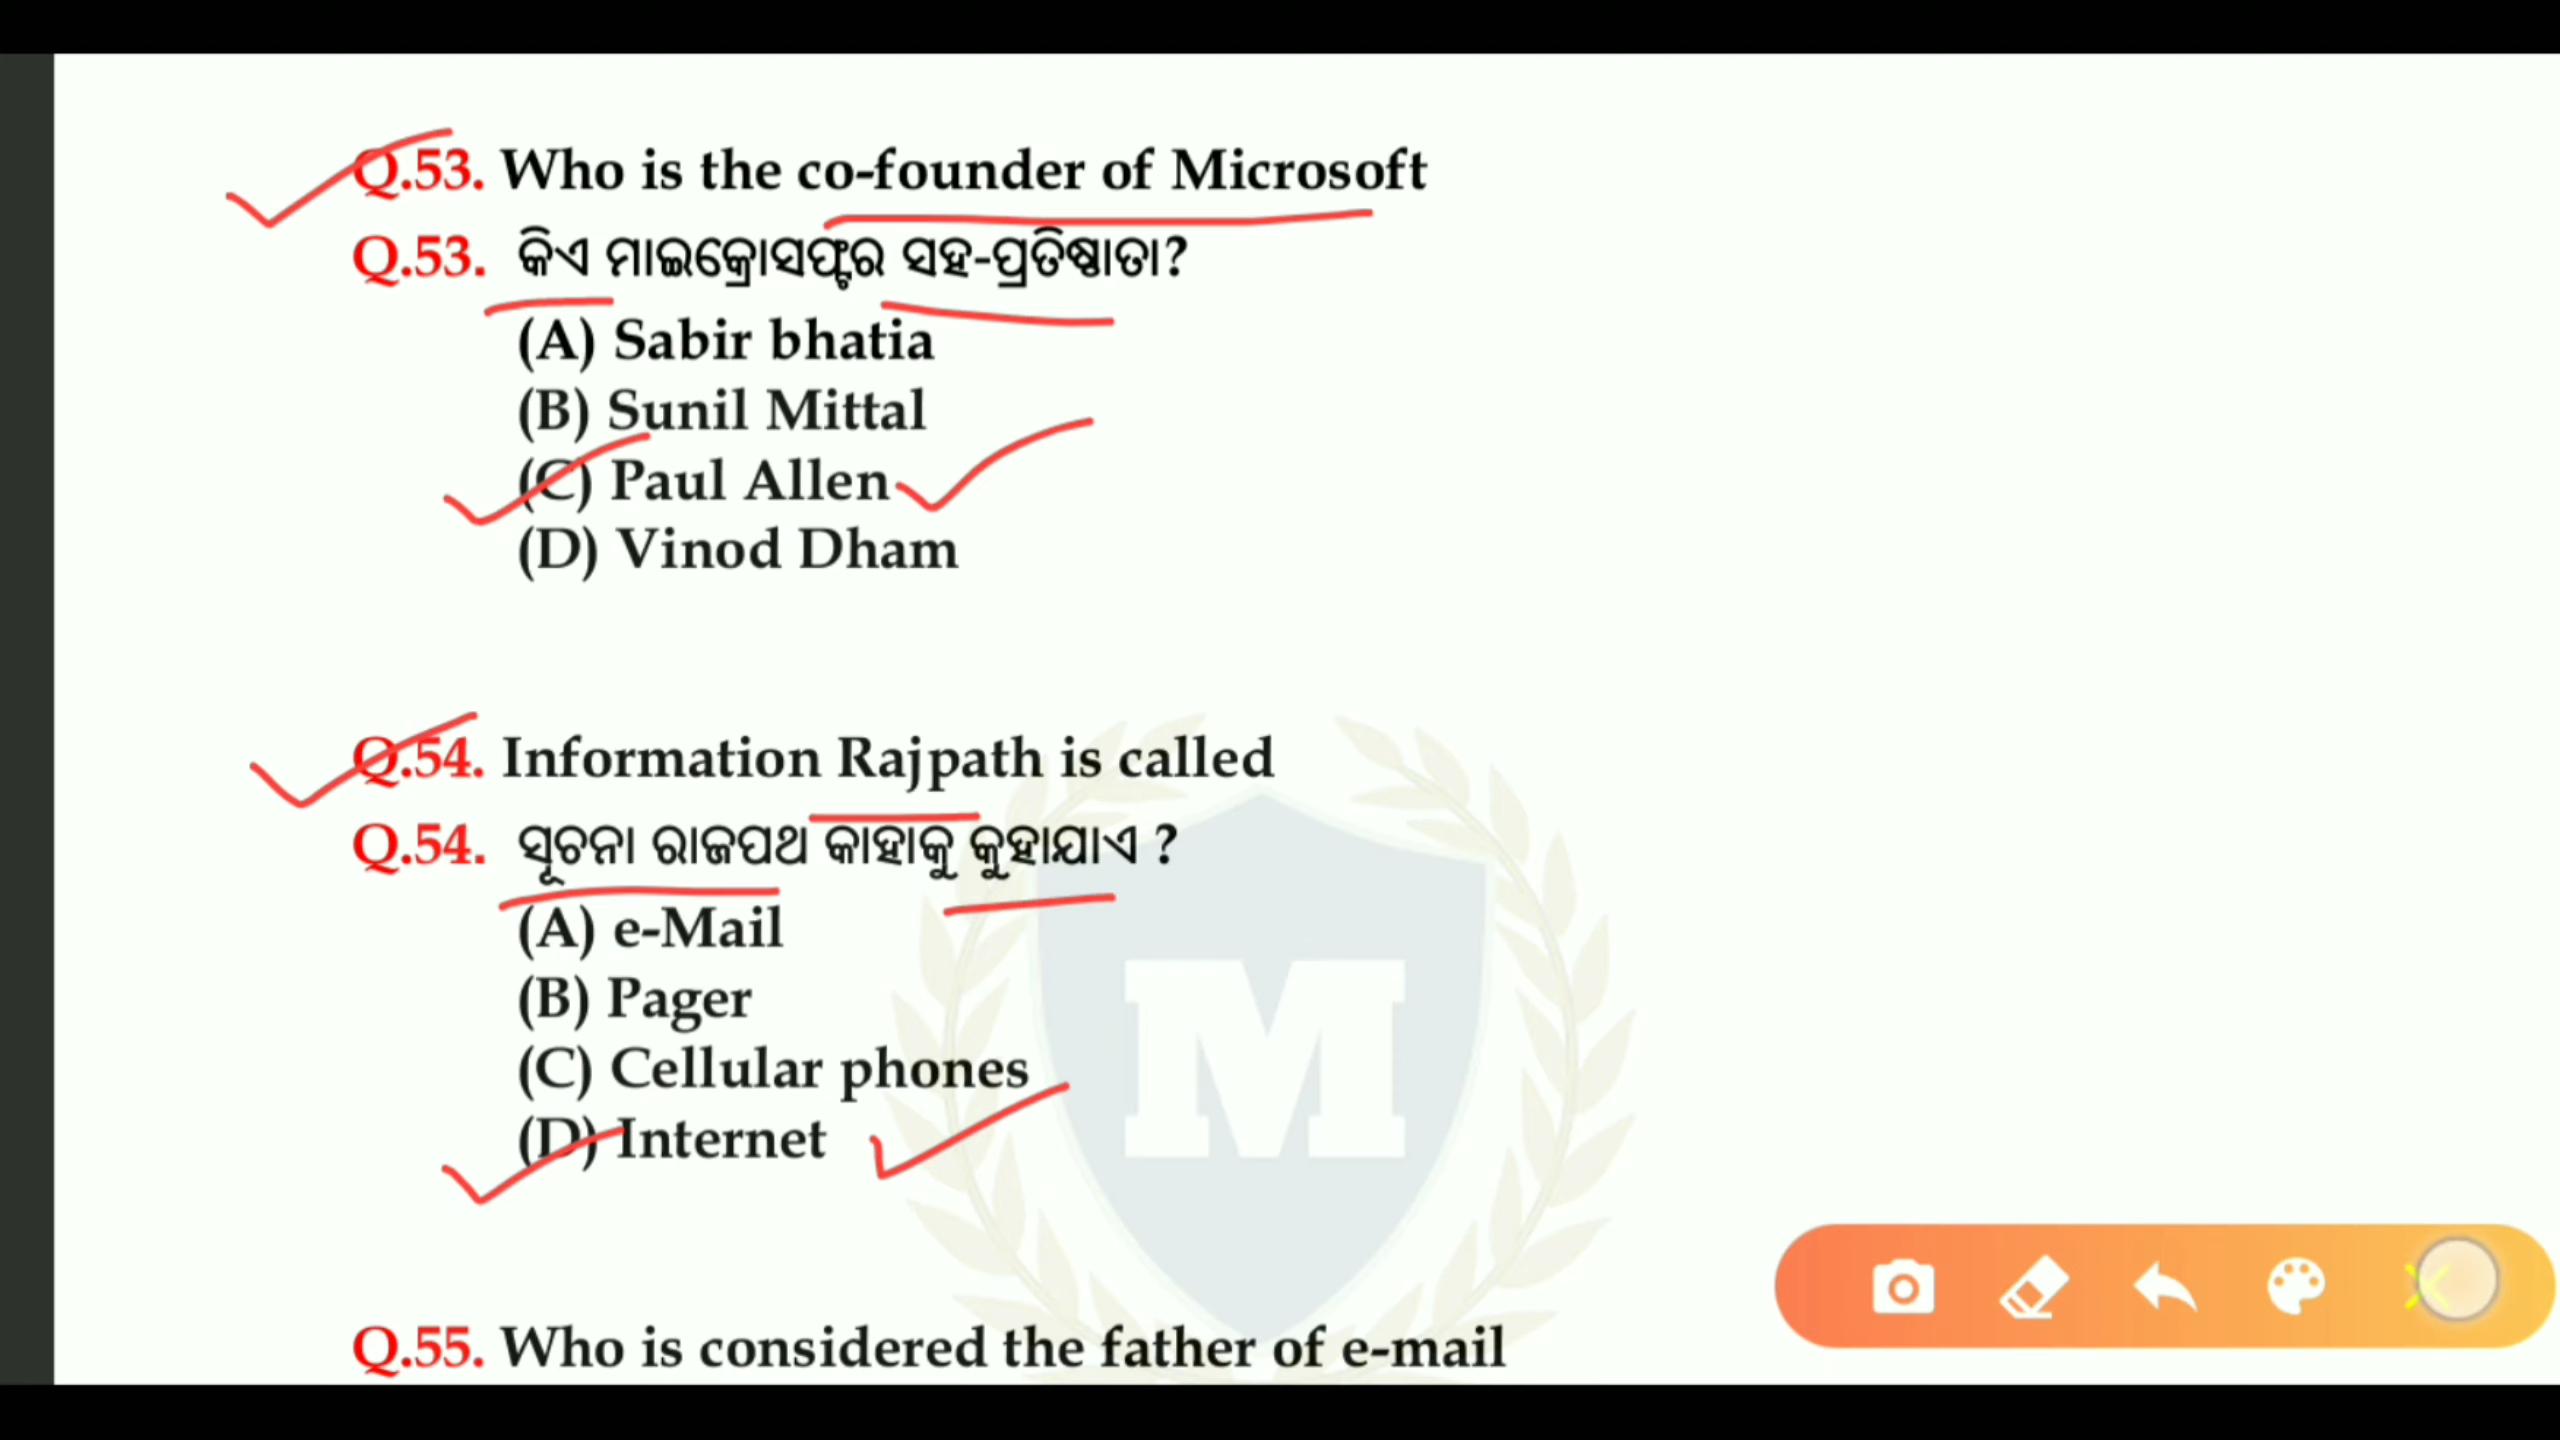 Q.53. Who is the co-founder of Microsoft
Q.53. କିଏ ମାଇକ୍ରୋସଫ୍ଟର ସହ-ପ୍ରତିଷ୍ଠାତା?
(A) Sabir bhatia
(B) Sunil Mittal
(C) Paul Allen
(D) Vinod Dham
Q.54. Information Rajpath is called
Q.54. ସୂଚନା ରାଜପଥ କାହାକୁ କୁହାଯାଏ ?
(A) e-Mail
(B) Pager
(C) Cellular phones
(D) Internet
M
Q.55. Who is considered the father of e-mail